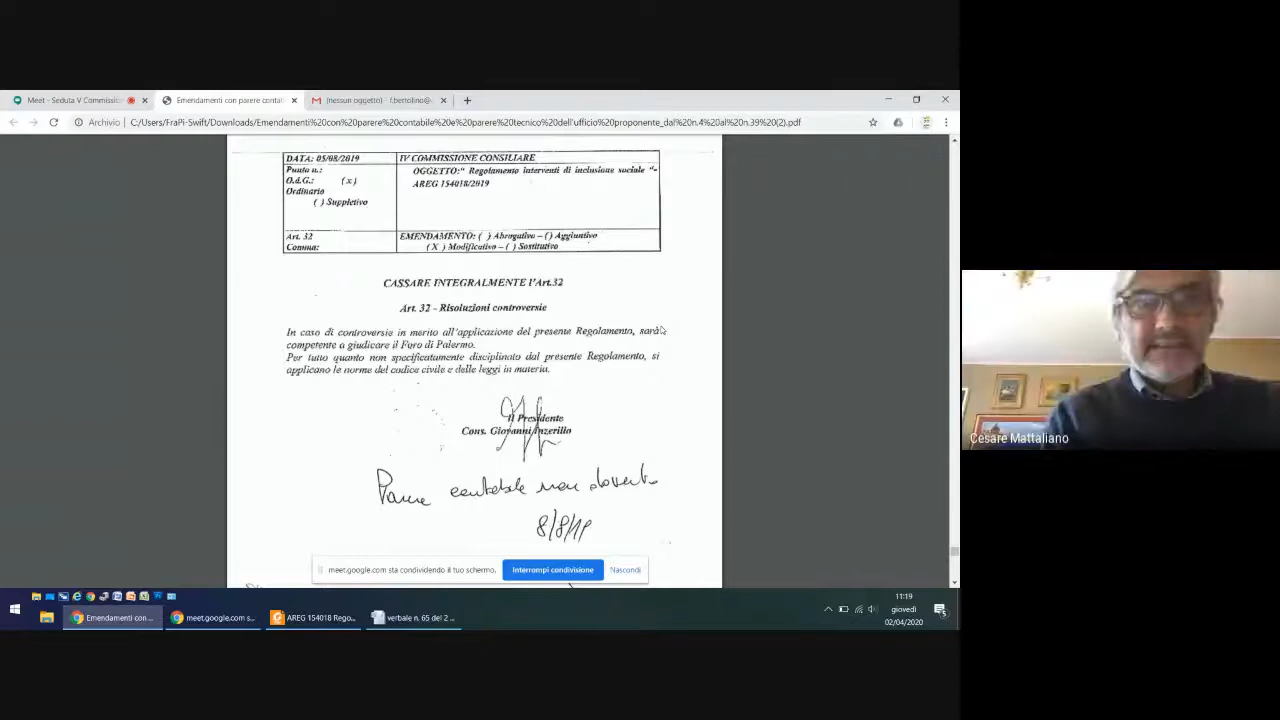 Meet - Seduta V Commission
Emendamenti con parere conta
[nessun oggetto] - f.bertolino@
Archivio | C:/Users/FraPi-Swift/Downloads/Emendamenti%20con%20parere%20contabile%20e%20parere%20tecnico%20dell'ufficio%20proponente_dal%20n.4%20al%20n.39%20(2).pdf
DATA: 05/08/2019
IV COMMISSIONE CONSILIARE
Punto n.:
O.d.G.: ( x )
Ordinario
( ) Suppletivo
OGGETTO:" Regolamento interventi di inclusione sociale "-
AREG 154018/2019
Art. 32
Comma:
EMENDAMENTO: ( ) Abrogativo – ( ) Aggiuntivo
( X ) Modificativo – ( ) Sostitutivo
CASSARE INTEGRALMENTE l'Art.32
Art. 32 - Risoluzioni controversie
In caso di controversie in merito all'applicazione del presente Regolamento, sarà
competente a giudicare il Foro di Palermo.
Per tutto quanto non specificatamente disciplinato dal presente Regolamento, si
applicano le norme del codice civile e delle leggi in materia.
Il Presidente
Cons. Giovanni Inzerillo
Parere contabile non dovuto
8/8/19
meet.google.com sta condividendo il tuo schermo.
Interrompi condivisione
Nascondi
Cesare Mattaliano
Emendamenti con ...
meet.google.com s...
AREG 154018 Rego...
verbale n. 65 del 2 ...
11:19
giovedì
02/04/2020
5